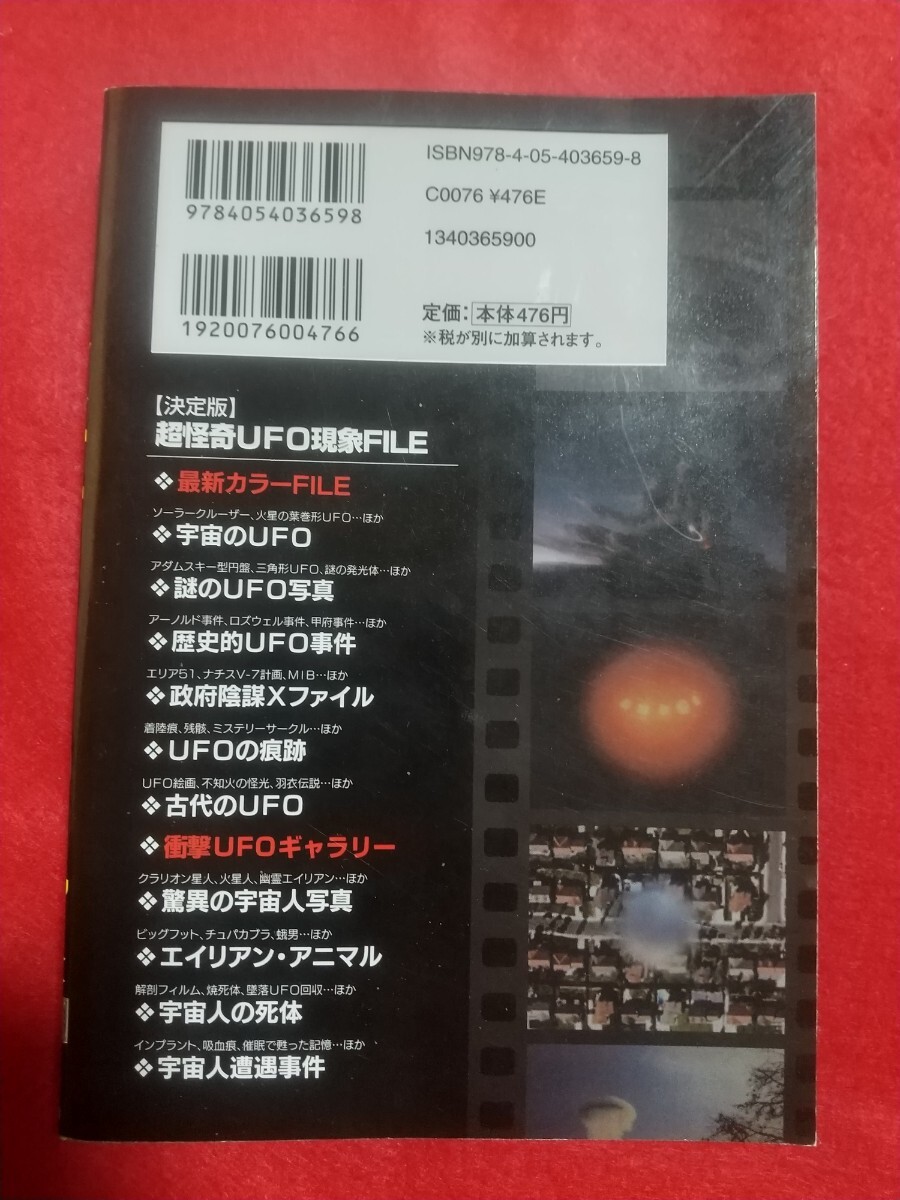 ISBN978-4-05-403659-8
9784054036598
C0076 ¥476E
1340365900
1920076004766
定価：本体476円
※税が別に加算されます。
【決定版】
超怪奇UFO現象FILE
❖最新カラーFILE
ソーラークルーザー、火星の葉巻形UFO…ほか
❖宇宙のUFO
アダムスキー型円盤、三角形UFO、謎の発光体…ほか
❖謎のUFO写真
アーノルド事件、ロズウェル事件、甲府事件…ほか
❖歴史的UFO事件
エリア51、ナチスV-7計画、MIB…ほか
❖政府陰謀Xファイル
着陸痕、残骸、ミステリーサークル…ほか
❖UFOの痕跡
UFO絵画、不知火の怪光、羽衣伝説…ほか
❖古代のUFO
❖衝撃UFOギャラリー
クラリオン星人、火星人、幽霊エイリアン…ほか
❖驚異の宇宙人写真
ビッグフット、チュパカブラ、蛾男…ほか
❖エイリアン・アニマル
解剖フィルム、焼死体、墜落UFO回収…ほか
❖宇宙人の死体
インプラント、吸血痕、催眠で甦った記憶…ほか
❖宇宙人遭遇事件